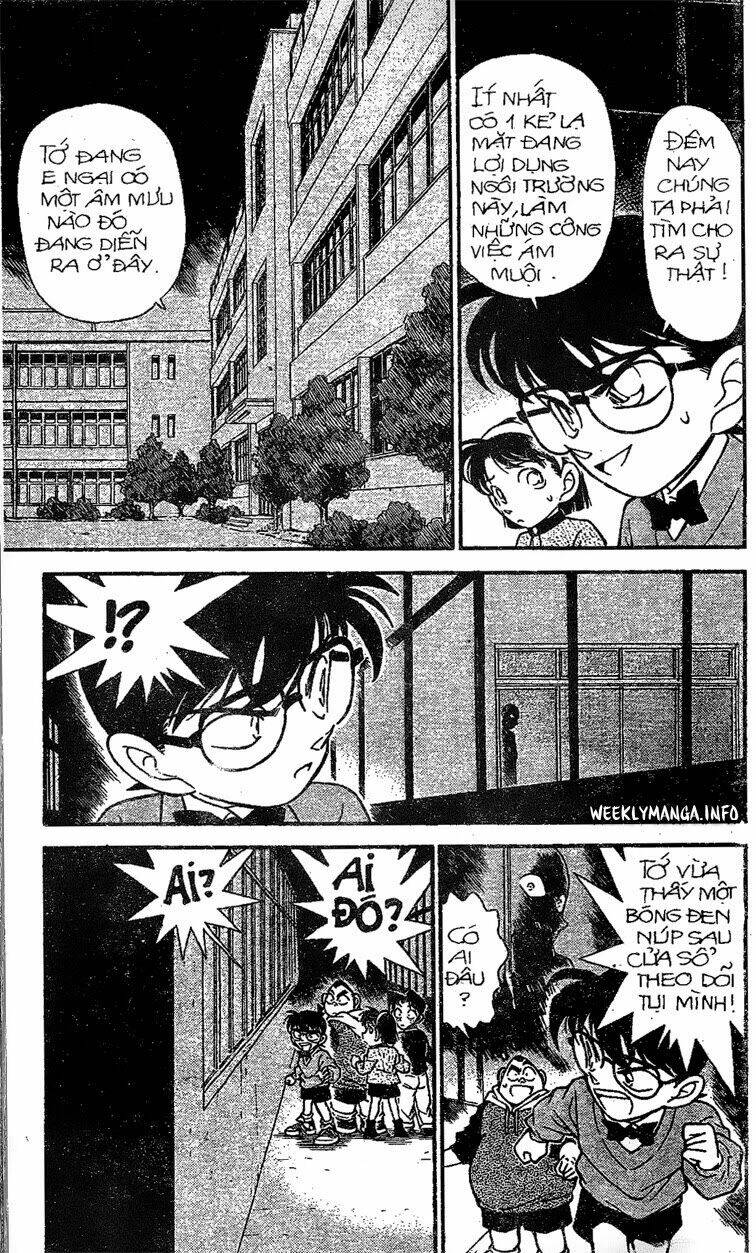 ĐÊM
NAY
CHÚNG
TA PHẢI
TÌM CHO
RA SỰ
THẬT!
ÍT NHẤT
CÓ 1 KẺ LẠ
MẶT ĐANG
LỢI DỤNG
NGÔI TRƯỜNG
NÀY, LÀM
NHỮNG CÔNG
VIỆC ÁM
MUỘI.
TỚ ĐANG
E NGẠI CÓ
MỘT ÂM MƯU
NÀO ĐÓ
ĐANG DIỄN
RA Ở ĐÂY.
!?
WEEKLYMANGA.INFO
TỚ VỪA
THẤY MỘT
BÓNG ĐEN
NÚP SAU
CỬA SỔ
THEO DÕI
TỤI MÌNH!
CÓ
AI
ĐÂU
?
AI
ĐÓ?
AI?